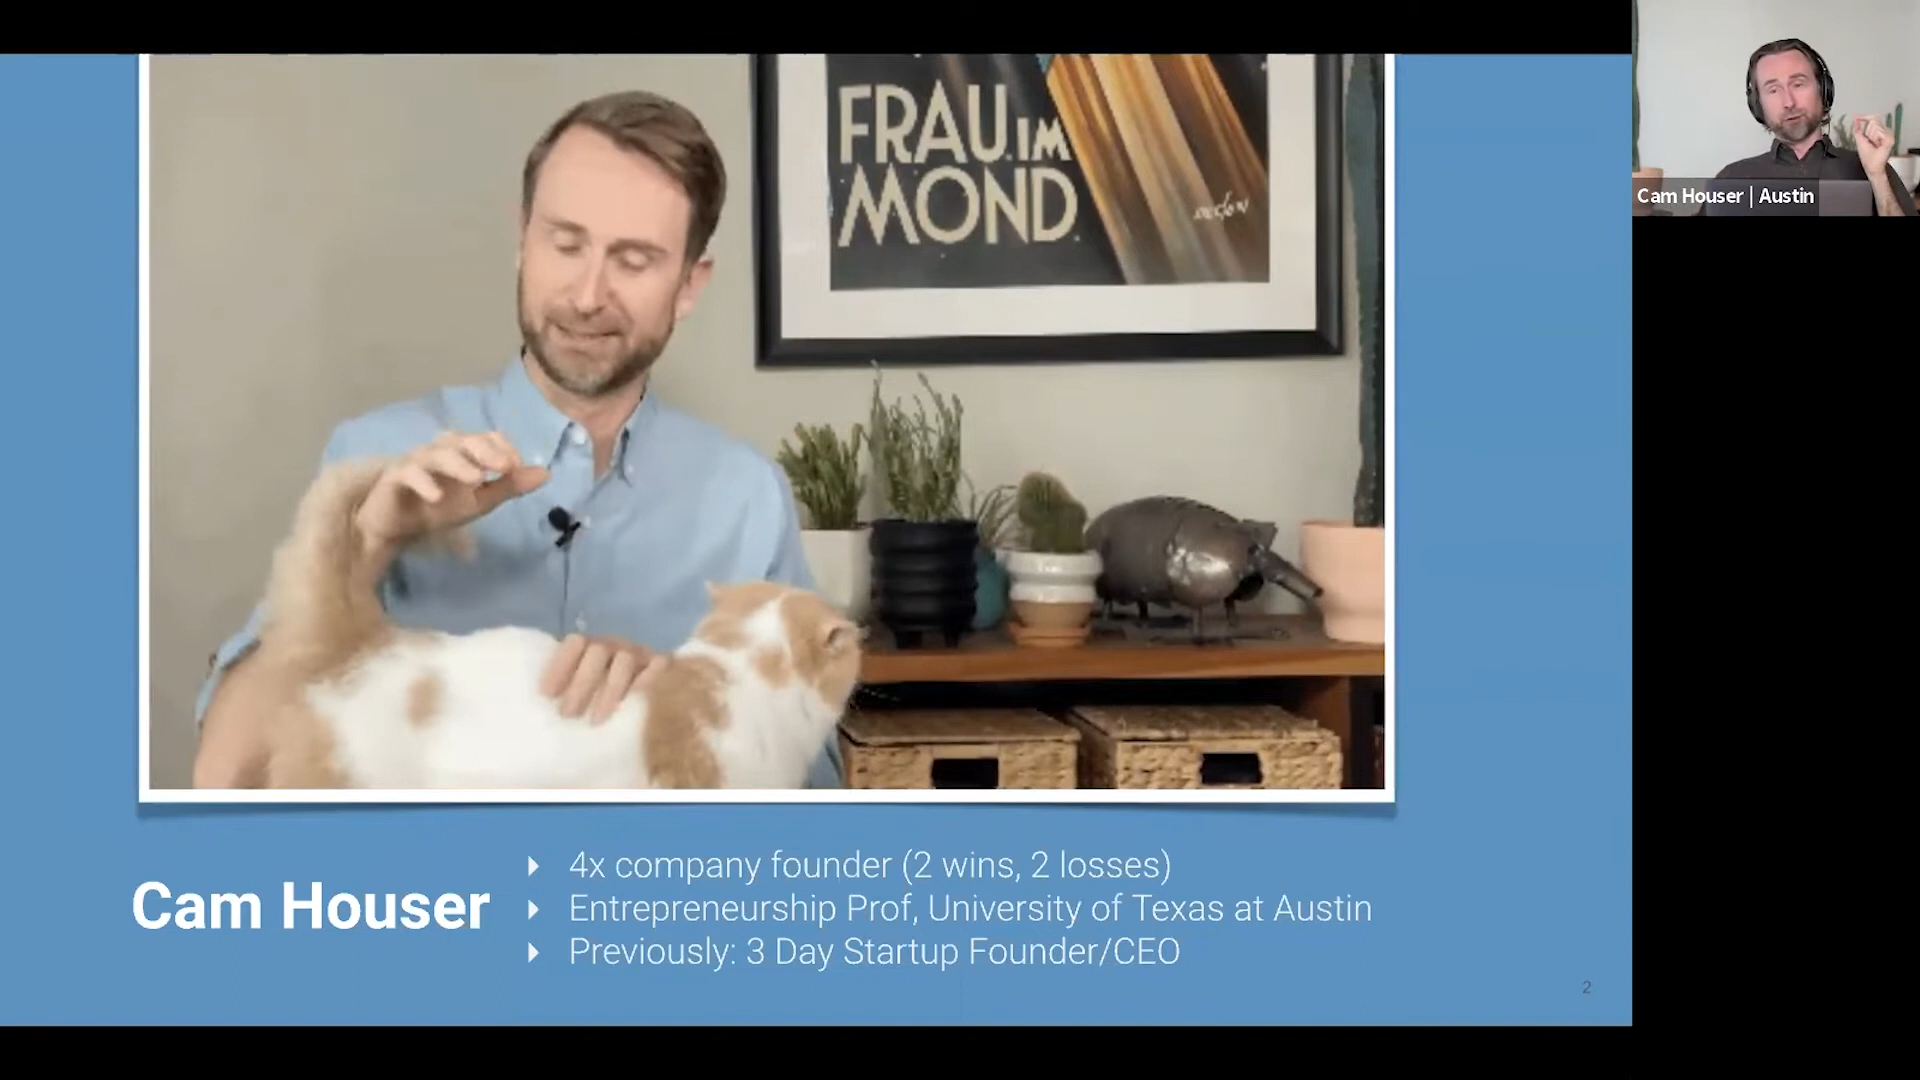 FRAU IM
MOND.
Cam Houser | Austin
Cam Houser
4x company founder (2 wins, 2 losses)
Entrepreneurship Prof, University of Texas at Austin
Previously: 3 Day Startup Founder/CEO
2